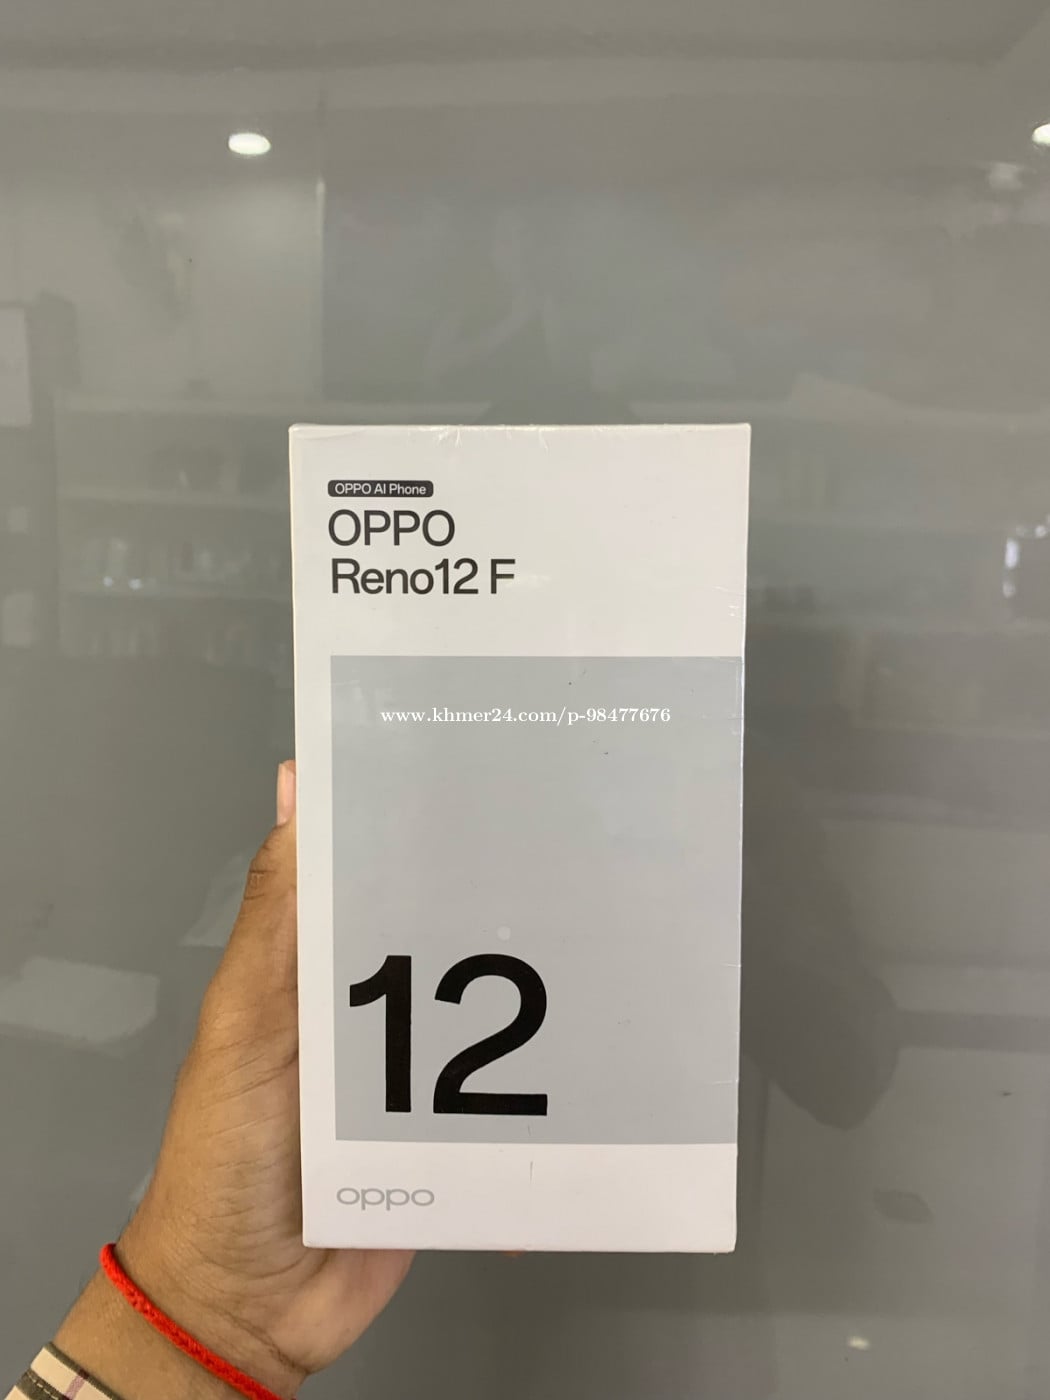 OPPO AI Phone
OPPO
Reno12 F
www.khmer24.com/p-98477676
12
oppo